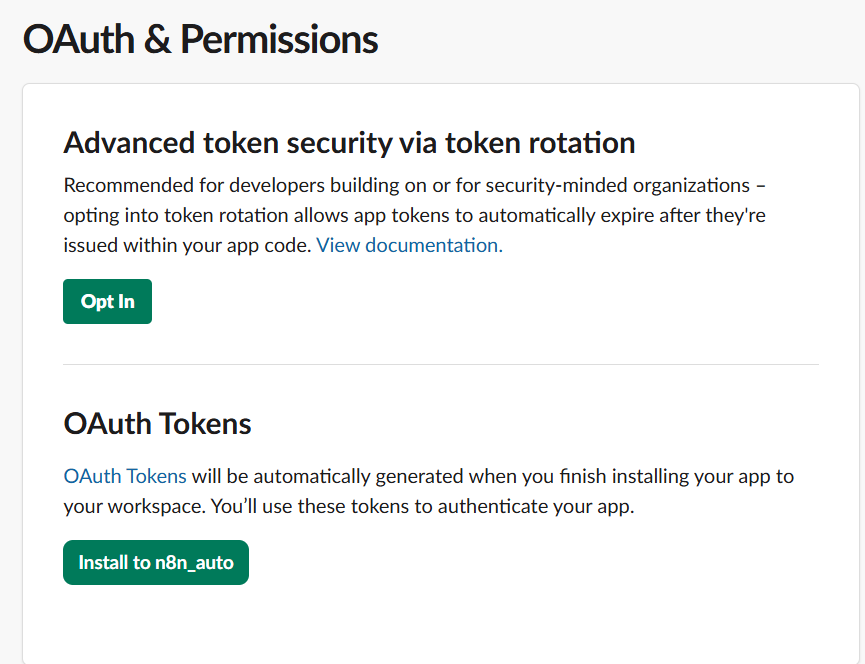 OAuth & Permissions
Advanced token security via token rotation
Recommended for developers building on or for security-minded organizations –
opting into token rotation allows app tokens to automatically expire after they're
issued within your app code. View documentation.
Opt In
OAuth Tokens
OAuth Tokens will be automatically generated when you finish installing your app to
your workspace. You’ll use these tokens to authenticate your app.
Install to n8n_auto